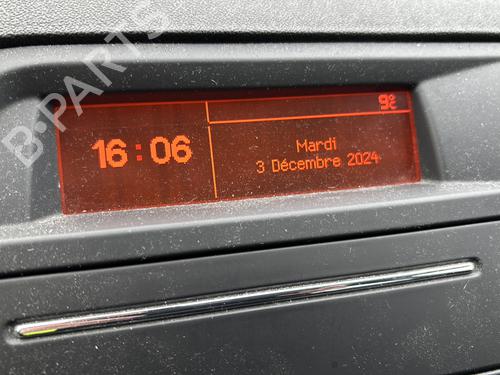 B-PARTS
9°C
16:06
Mardi
3 Décembre 2024